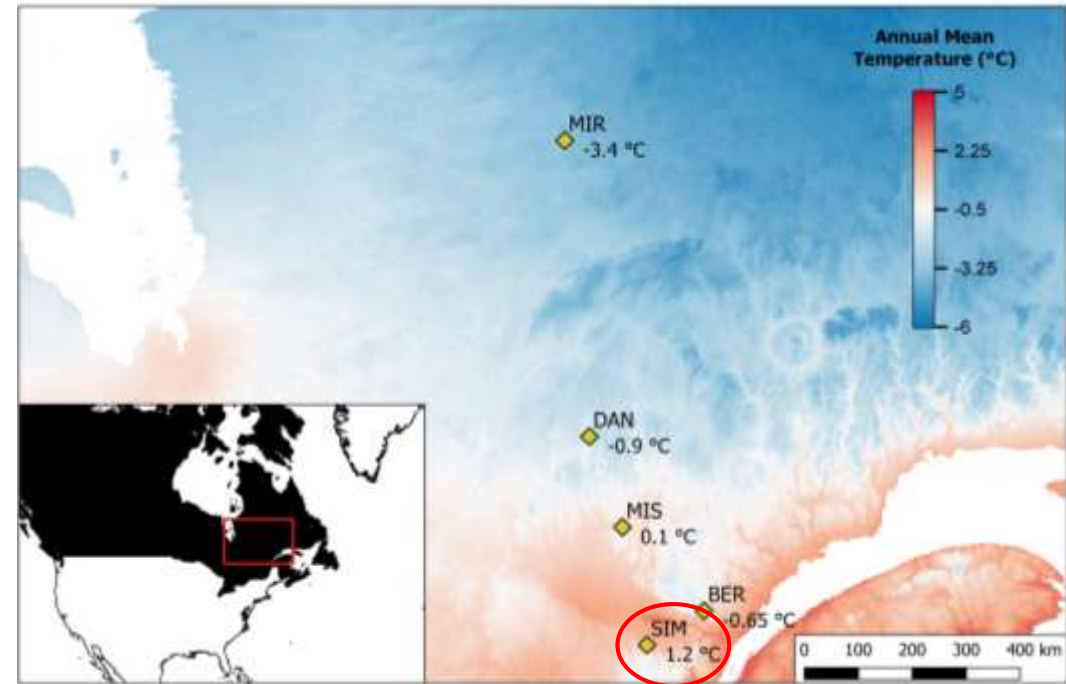 Annual Mean
Temperature (°C)
5
2.25
-0.5
-3.25
-6
MIR
-3.4 °C
DAN
-0.9 °C
MIS
0.1 °C
BER
-0.65 °C
SIM
1.2 °C
0 100 200 300 400 km